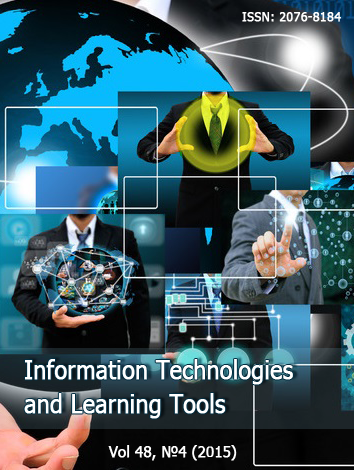 ISSN: 2076-8184
Information Technologies
and Learning Tools
Vol 48, №4 (2015)